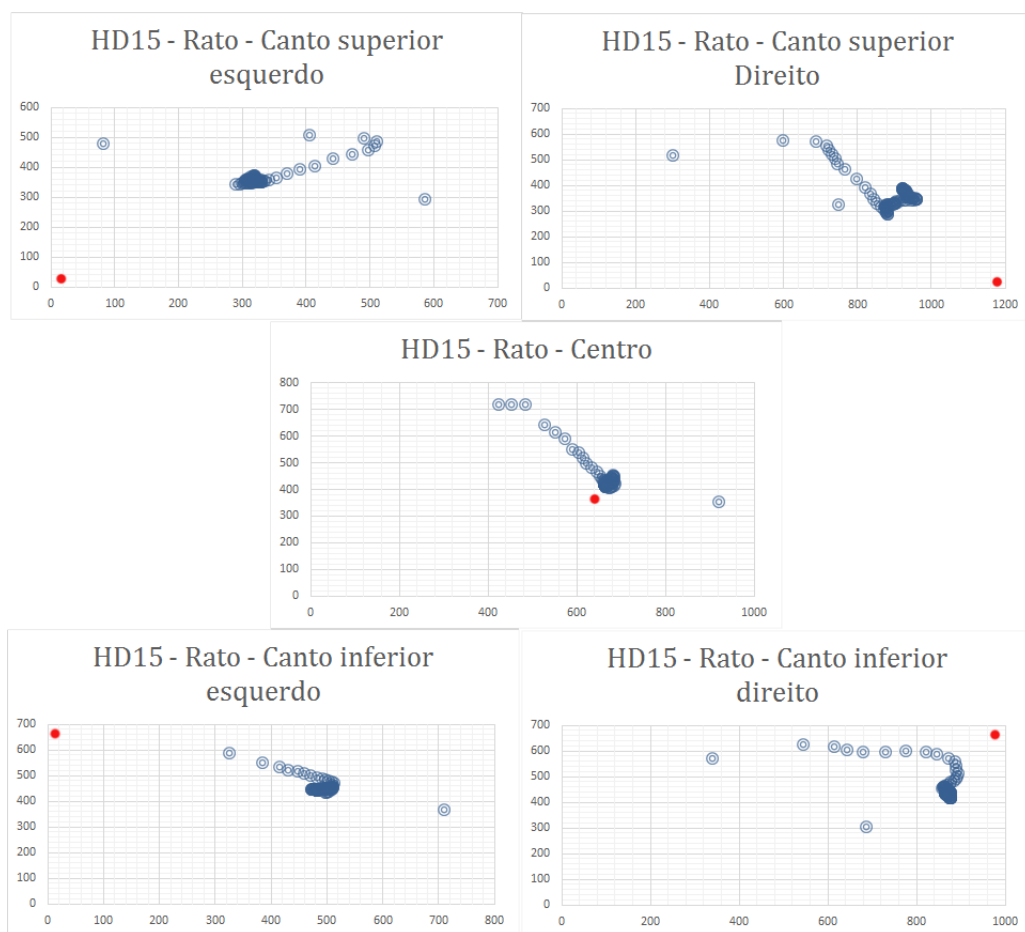 HD15 - Rato - Canto superior
esquerdo
600
500
400
300
200
100
0
0 100 200 300 400 500 600 700
HD15 - Rato - Canto superior
Direito
700
600
500
400
300
200
100
0
0 200 400 600 800 1000 1200
HD15 - Rato - Centro
800
700
600
500
400
300
200
100
0
0 200 400 600 800 1000
HD15 - Rato - Canto inferior
esquerdo
700
600
500
400
300
200
100
0
0 100 200 300 400 500 600 700 800
HD15 - Rato - Canto inferior
direito
700
600
500
400
300
200
100
0
0 200 400 600 800 1000